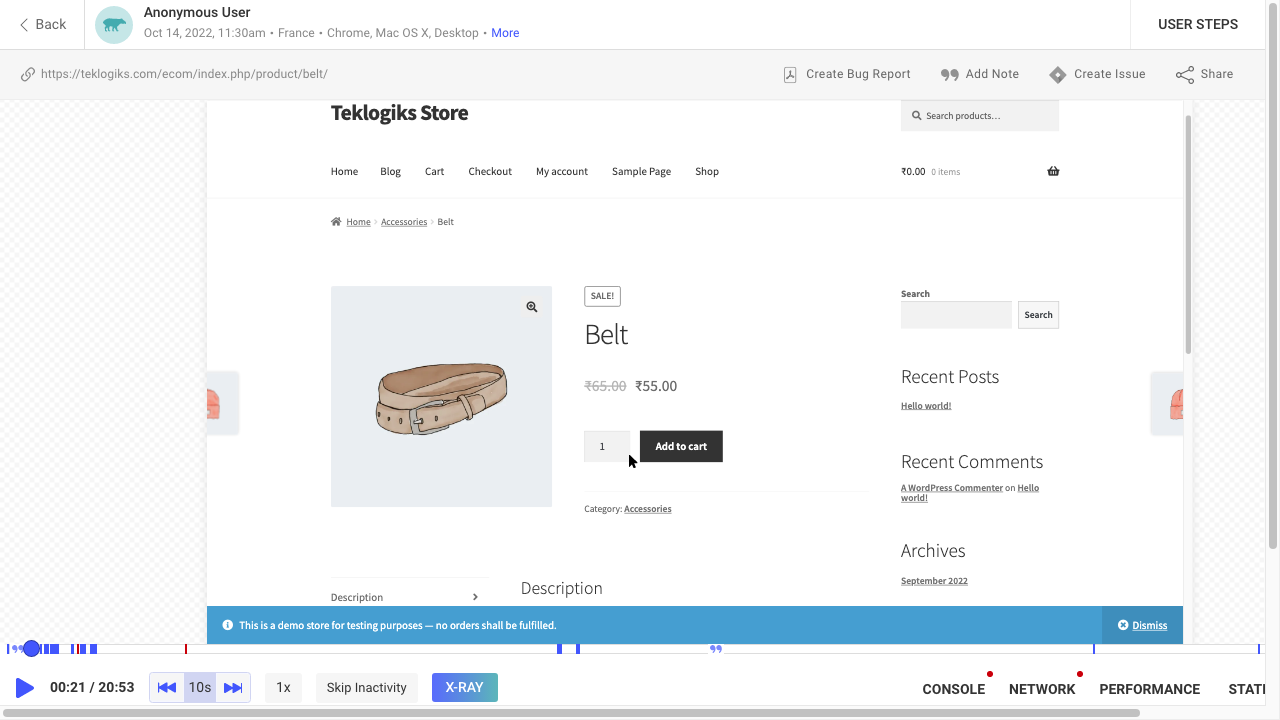 Back
Anonymous User
Oct 14, 2022, 11:30am • France • Chrome, Mac OS X, Desktop • More
USER STEPS
https://teklogiks.com/ecom/index.php/product/belt/
Create Bug Report
Add Note
Create Issue
Share
Teklogiks Store
Search products…
Home
Blog
Cart
Checkout
My account
Sample Page
Shop
₹0.00 0 items
Home › Accessories › Belt
SALE!
Belt
₹65.00 ₹55.00
1
Add to cart
Category: Accessories
Search
Search
Recent Posts
Hello world!
Recent Comments
A WordPress Commenter on Hello
world!
Archives
September 2022
Description
Description
This is a demo store for testing purposes — no orders shall be fulfilled.
Dismiss
00:21 / 20:53
10s
1x
Skip Inactivity
X-RAY
CONSOLE
NETWORK
PERFORMANCE